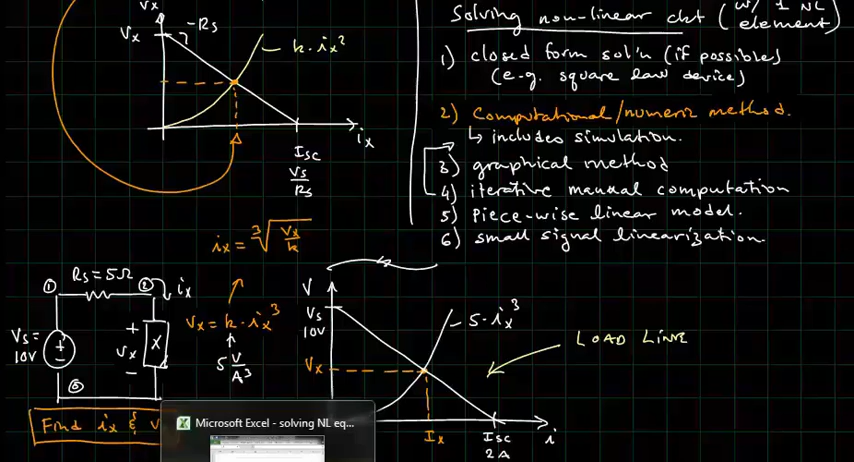 Solving non-linear ckt (w/ 1 NL element)
1) closed form sol'n (if possible)
(e.g. square law device)
2) Computational/numeric method.
↳ includes simulation.
3) graphical method
4) iterative manual computation
5) Piece-wise linear model.
6) small signal linearization.
Vx
Vx
-Rs
k·ix²
ix
Isc
Vs
Rs
ix = ³√(Vx/k)
Rs = 5Ω
① ② ix
Vs = 10V
+
-
+
Vx
-
X
⓪
Vx = k·ix³
5 V/A³
Find ix &
V
Vs
10V
5·ix³
LOAD LINE
Vx
Ix
Isc
2A
i
Microsoft Excel - solving NL eq...